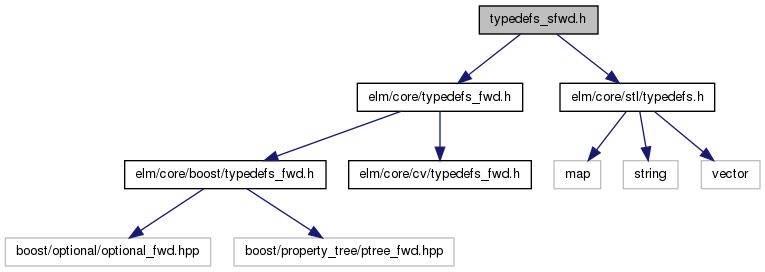 typedefs_sfwd.h
elm/core/typedefs_fwd.h
elm/core/stl/typedefs.h
elm/core/boost/typedefs_fwd.h
elm/core/cv/typedefs_fwd.h
map
string
vector
boost/optional/optional_fwd.hpp
boost/property_tree/ptree_fwd.hpp